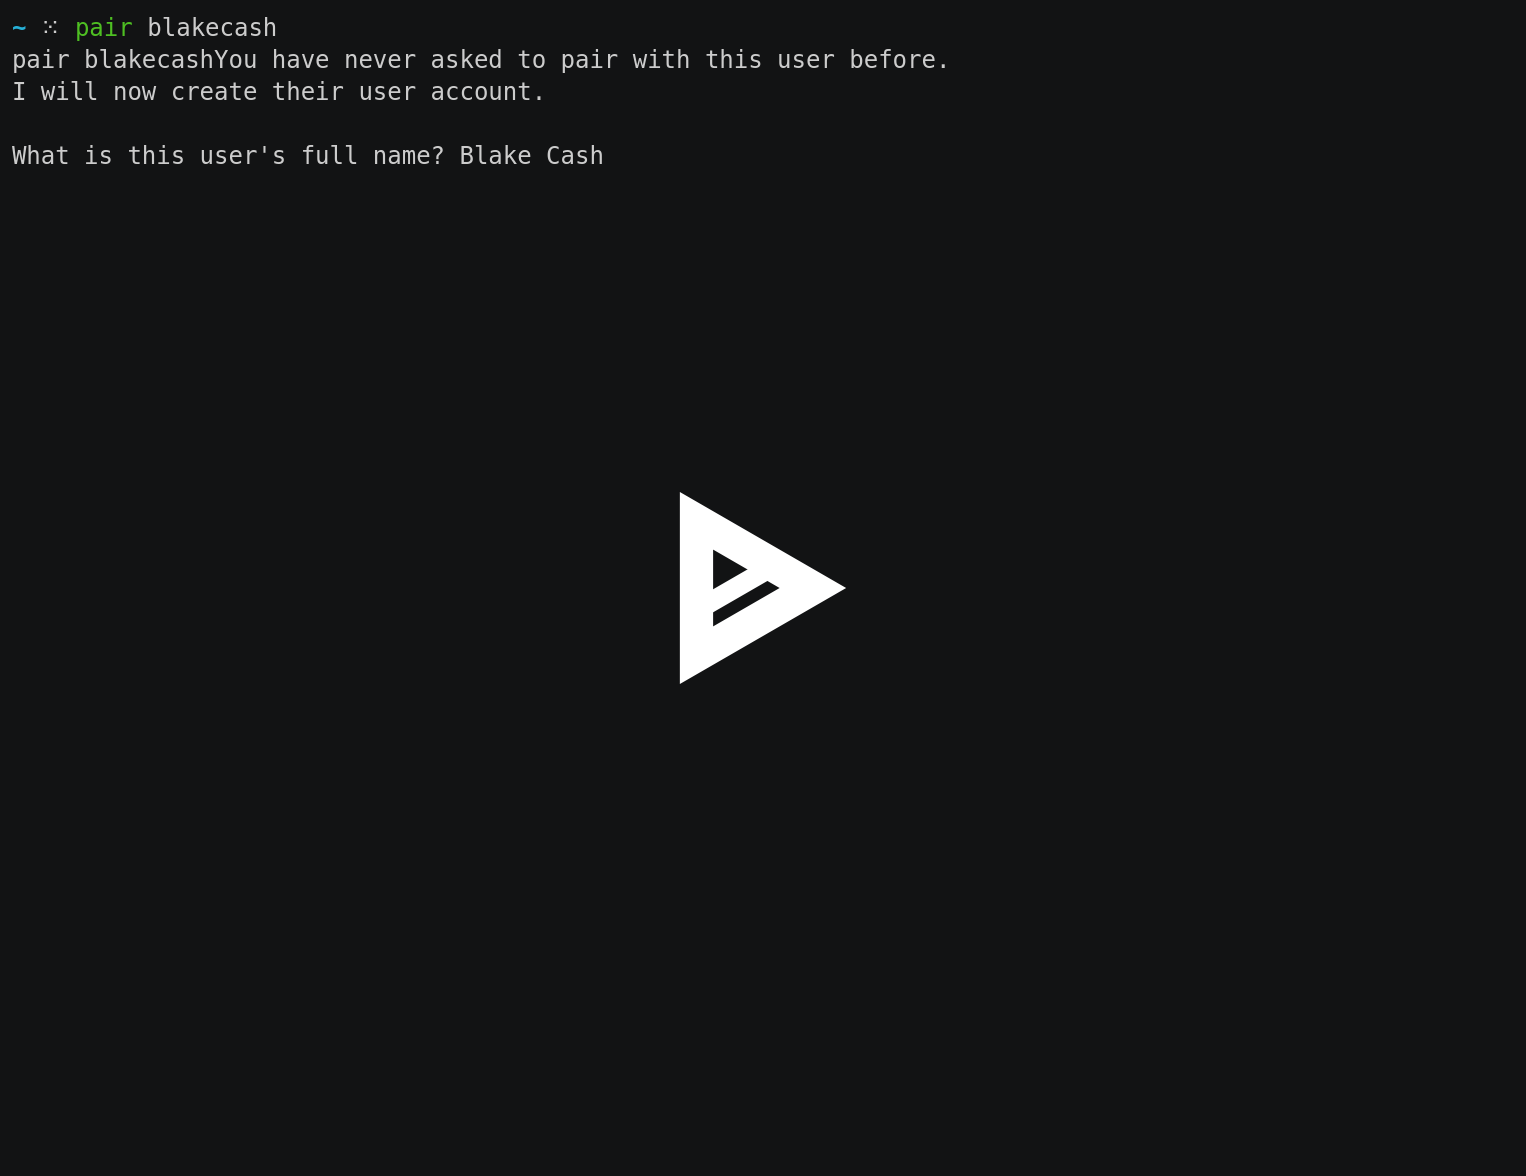 ~ ⁙ pair blakecash
pair blakecashYou have never asked to pair with this user before.
I will now create their user account.
What is this user's full name? Blake Cash